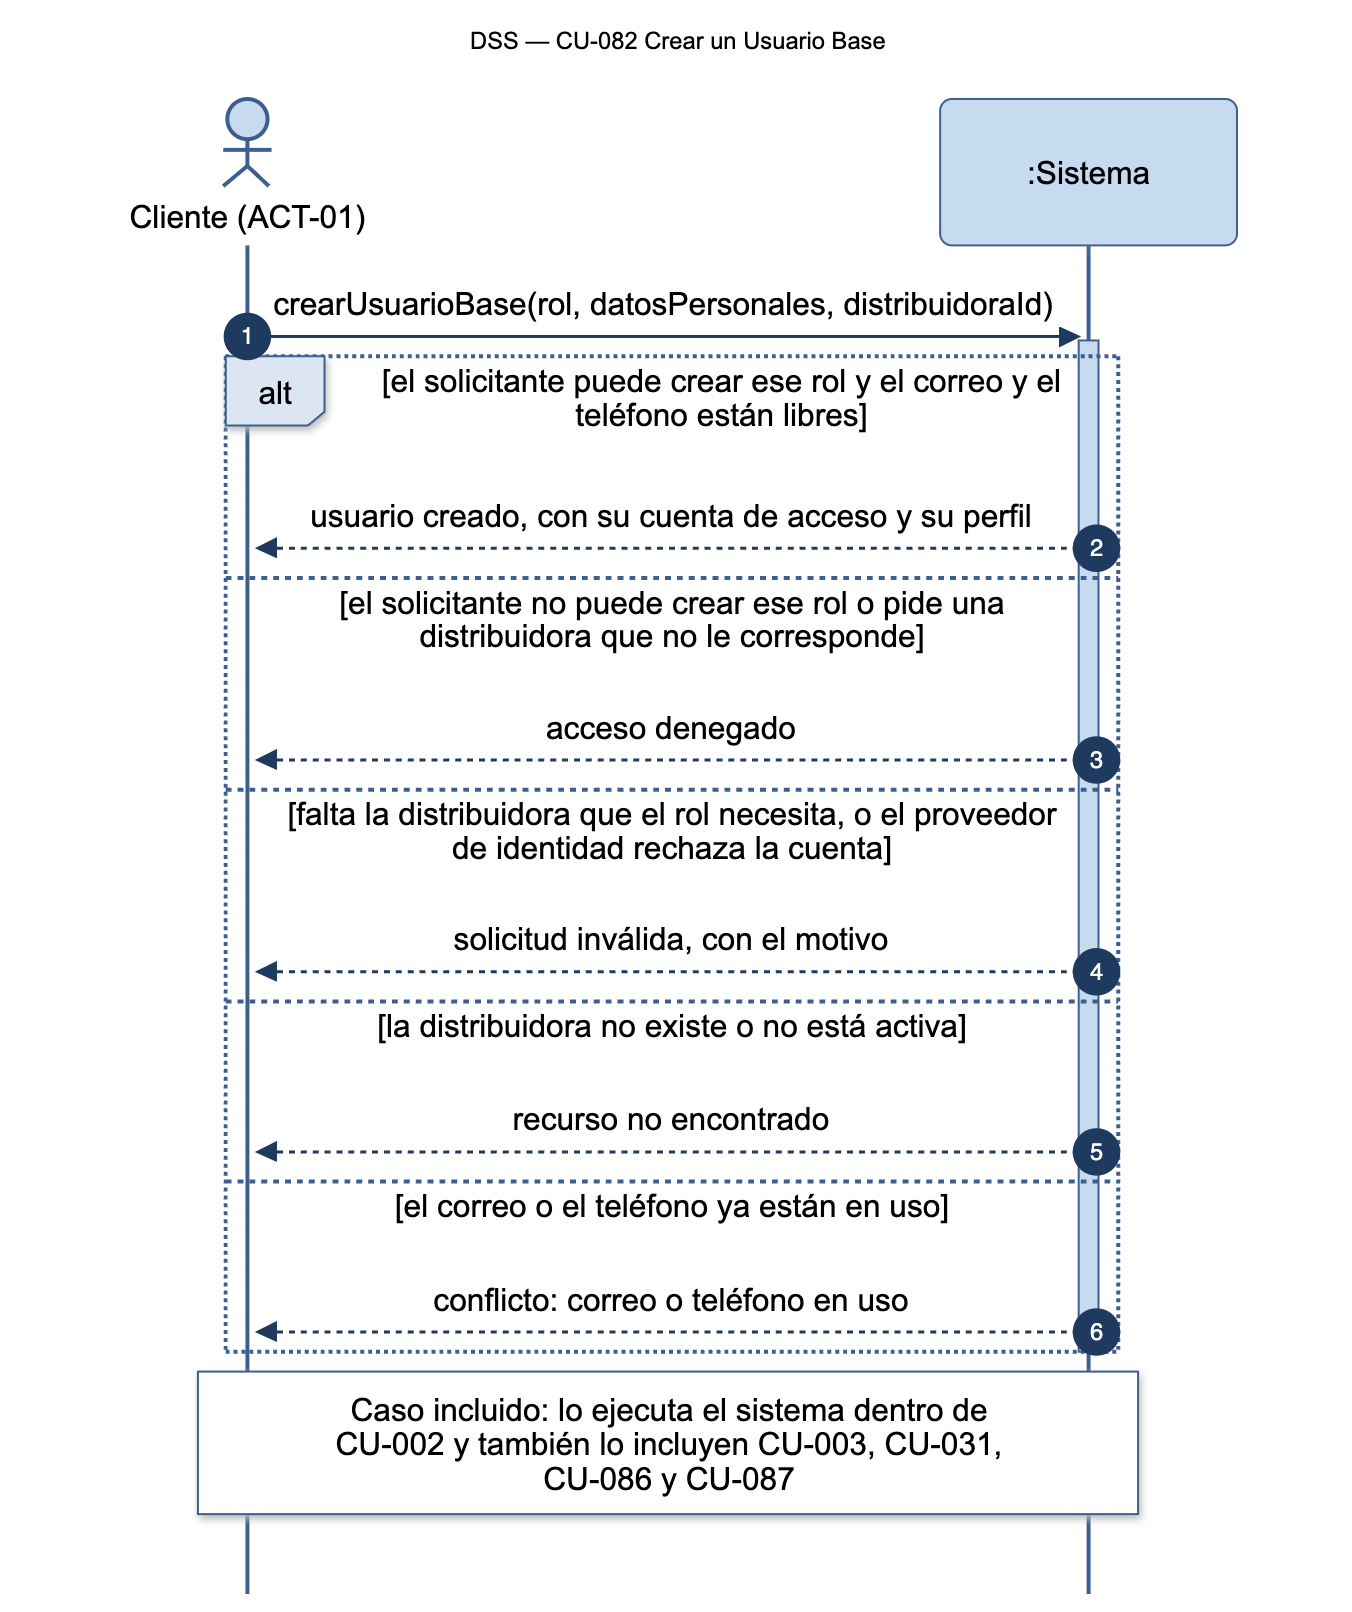 DSS — CU-082 Crear un Usuario Base
Cliente (ACT-01)
:Sistema
crearUsuarioBase(rol, datosPersonales, distribuidoraId)
1
alt
[el solicitante puede crear ese rol y el correo y el
teléfono están libres]
usuario creado, con su cuenta de acceso y su perfil
2
[el solicitante no puede crear ese rol o pide una
distribuidora que no le corresponde]
acceso denegado
3
[falta la distribuidora que el rol necesita, o el proveedor
de identidad rechaza la cuenta]
solicitud inválida, con el motivo
4
[la distribuidora no existe o no está activa]
recurso no encontrado
5
[el correo o el teléfono ya están en uso]
conflicto: correo o teléfono en uso
6
Caso incluido: lo ejecuta el sistema dentro de
CU-002 y también lo incluyen CU-003, CU-031,
CU-086 y CU-087